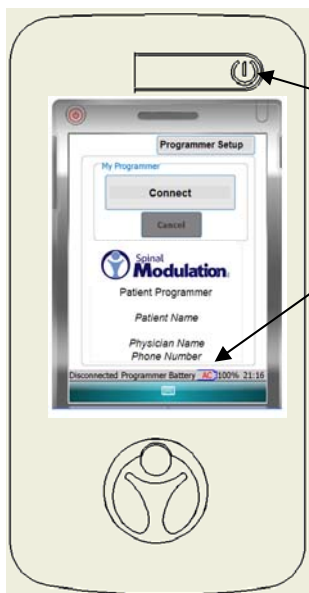 Programmer Setup
My Programmer
Connect
Cancel
Spinal
Modulation
Patient Programmer
Patient Name
Physician Name
Phone Number
Disconnected Programmer Battery AC 100% 21:16